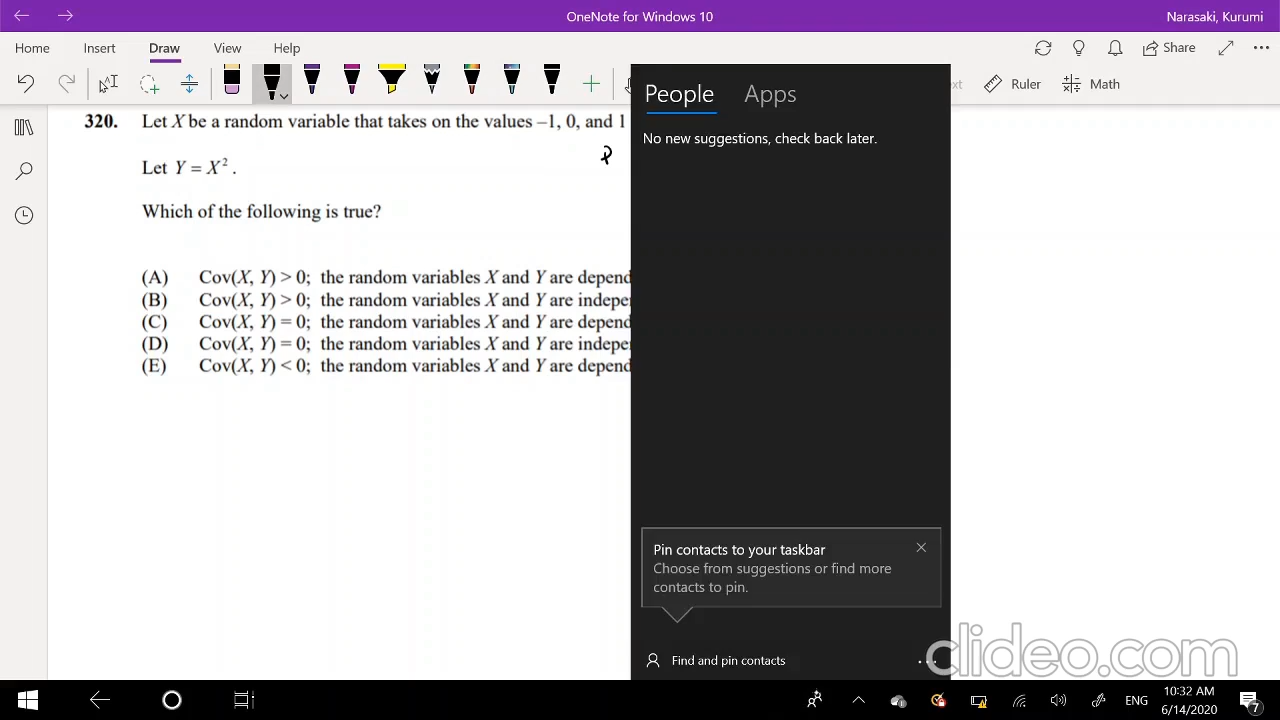 OneNote for Windows 10
Narasaki, Kurumi
Home Insert Draw View Help
Share
Ruler
Math
People Apps
No new suggestions, check back later.
320. Let X be a random variable that takes on the values –1, 0, and 1
Let Y = X².
Which of the following is true?
(A) Cov(X, Y) > 0; the random variables X and Y are depend
(B) Cov(X, Y) > 0; the random variables X and Y are indepe
(C) Cov(X, Y) = 0; the random variables X and Y are depend
(D) Cov(X, Y) = 0; the random variables X and Y are indepe
(E) Cov(X, Y) < 0; the random variables X and Y are depend
Pin contacts to your taskbar
Choose from suggestions or find more
contacts to pin.
Find and pin contacts
clideo.com
ENG
10:32 AM
6/14/2020
7